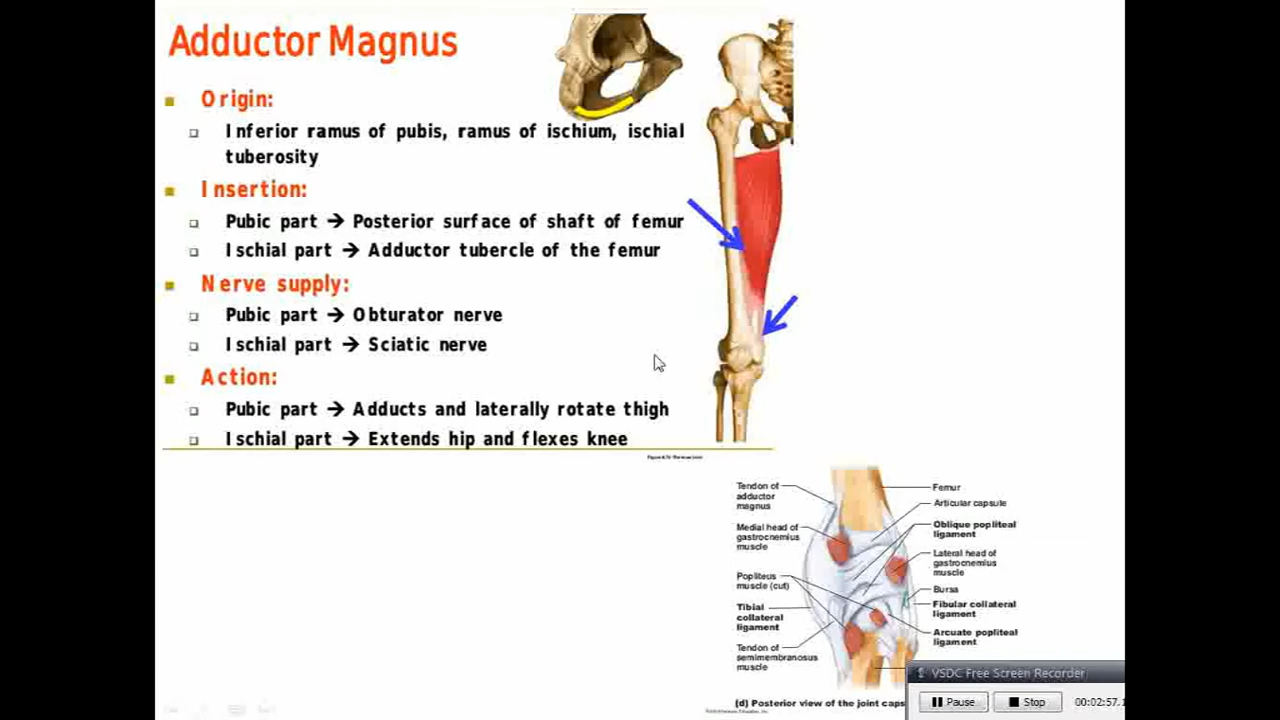 Adductor Magnus
Origin:
Inferior ramus of pubis, ramus of ischium, ischial
tuberosity
Insertion:
Pubic part → Posterior surface of shaft of femur
Ischial part → Adductor tubercle of the femur
Nerve supply:
Pubic part → Obturator nerve
Ischial part → Sciatic nerve
Action:
Pubic part → Adducts and laterally rotate thigh
Ischial part → Extends hip and flexes knee
Tendon of
adductor
magnus
Medial head of
gastrocnemius
muscle
Popliteus
muscle (cut)
Tibial
collateral
ligament
Tendon of
semimembranosus
muscle
Femur
Articular capsule
Oblique popliteal
ligament
Lateral head of
gastrocnemius
muscle
Bursa
Fibular collateral
ligament
Arcuate popliteal
ligament
(d) Posterior view of the joint caps
VSDC Free Screen Recorder
Pause
Stop
00:02:57.1